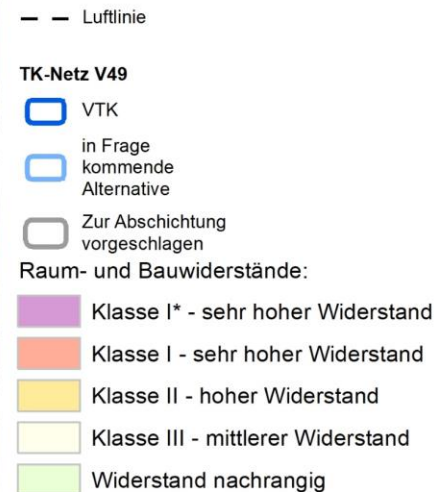 Luftlinie
TK-Netz V49
VTK
in Frage
kommende
Alternative
Zur Abschichtung
vorgeschlagen
Raum- und Bauwiderstände:
Klasse I* - sehr hoher Widerstand
Klasse I - sehr hoher Widerstand
Klasse II - hoher Widerstand
Klasse III - mittlerer Widerstand
Widerstand nachrangig